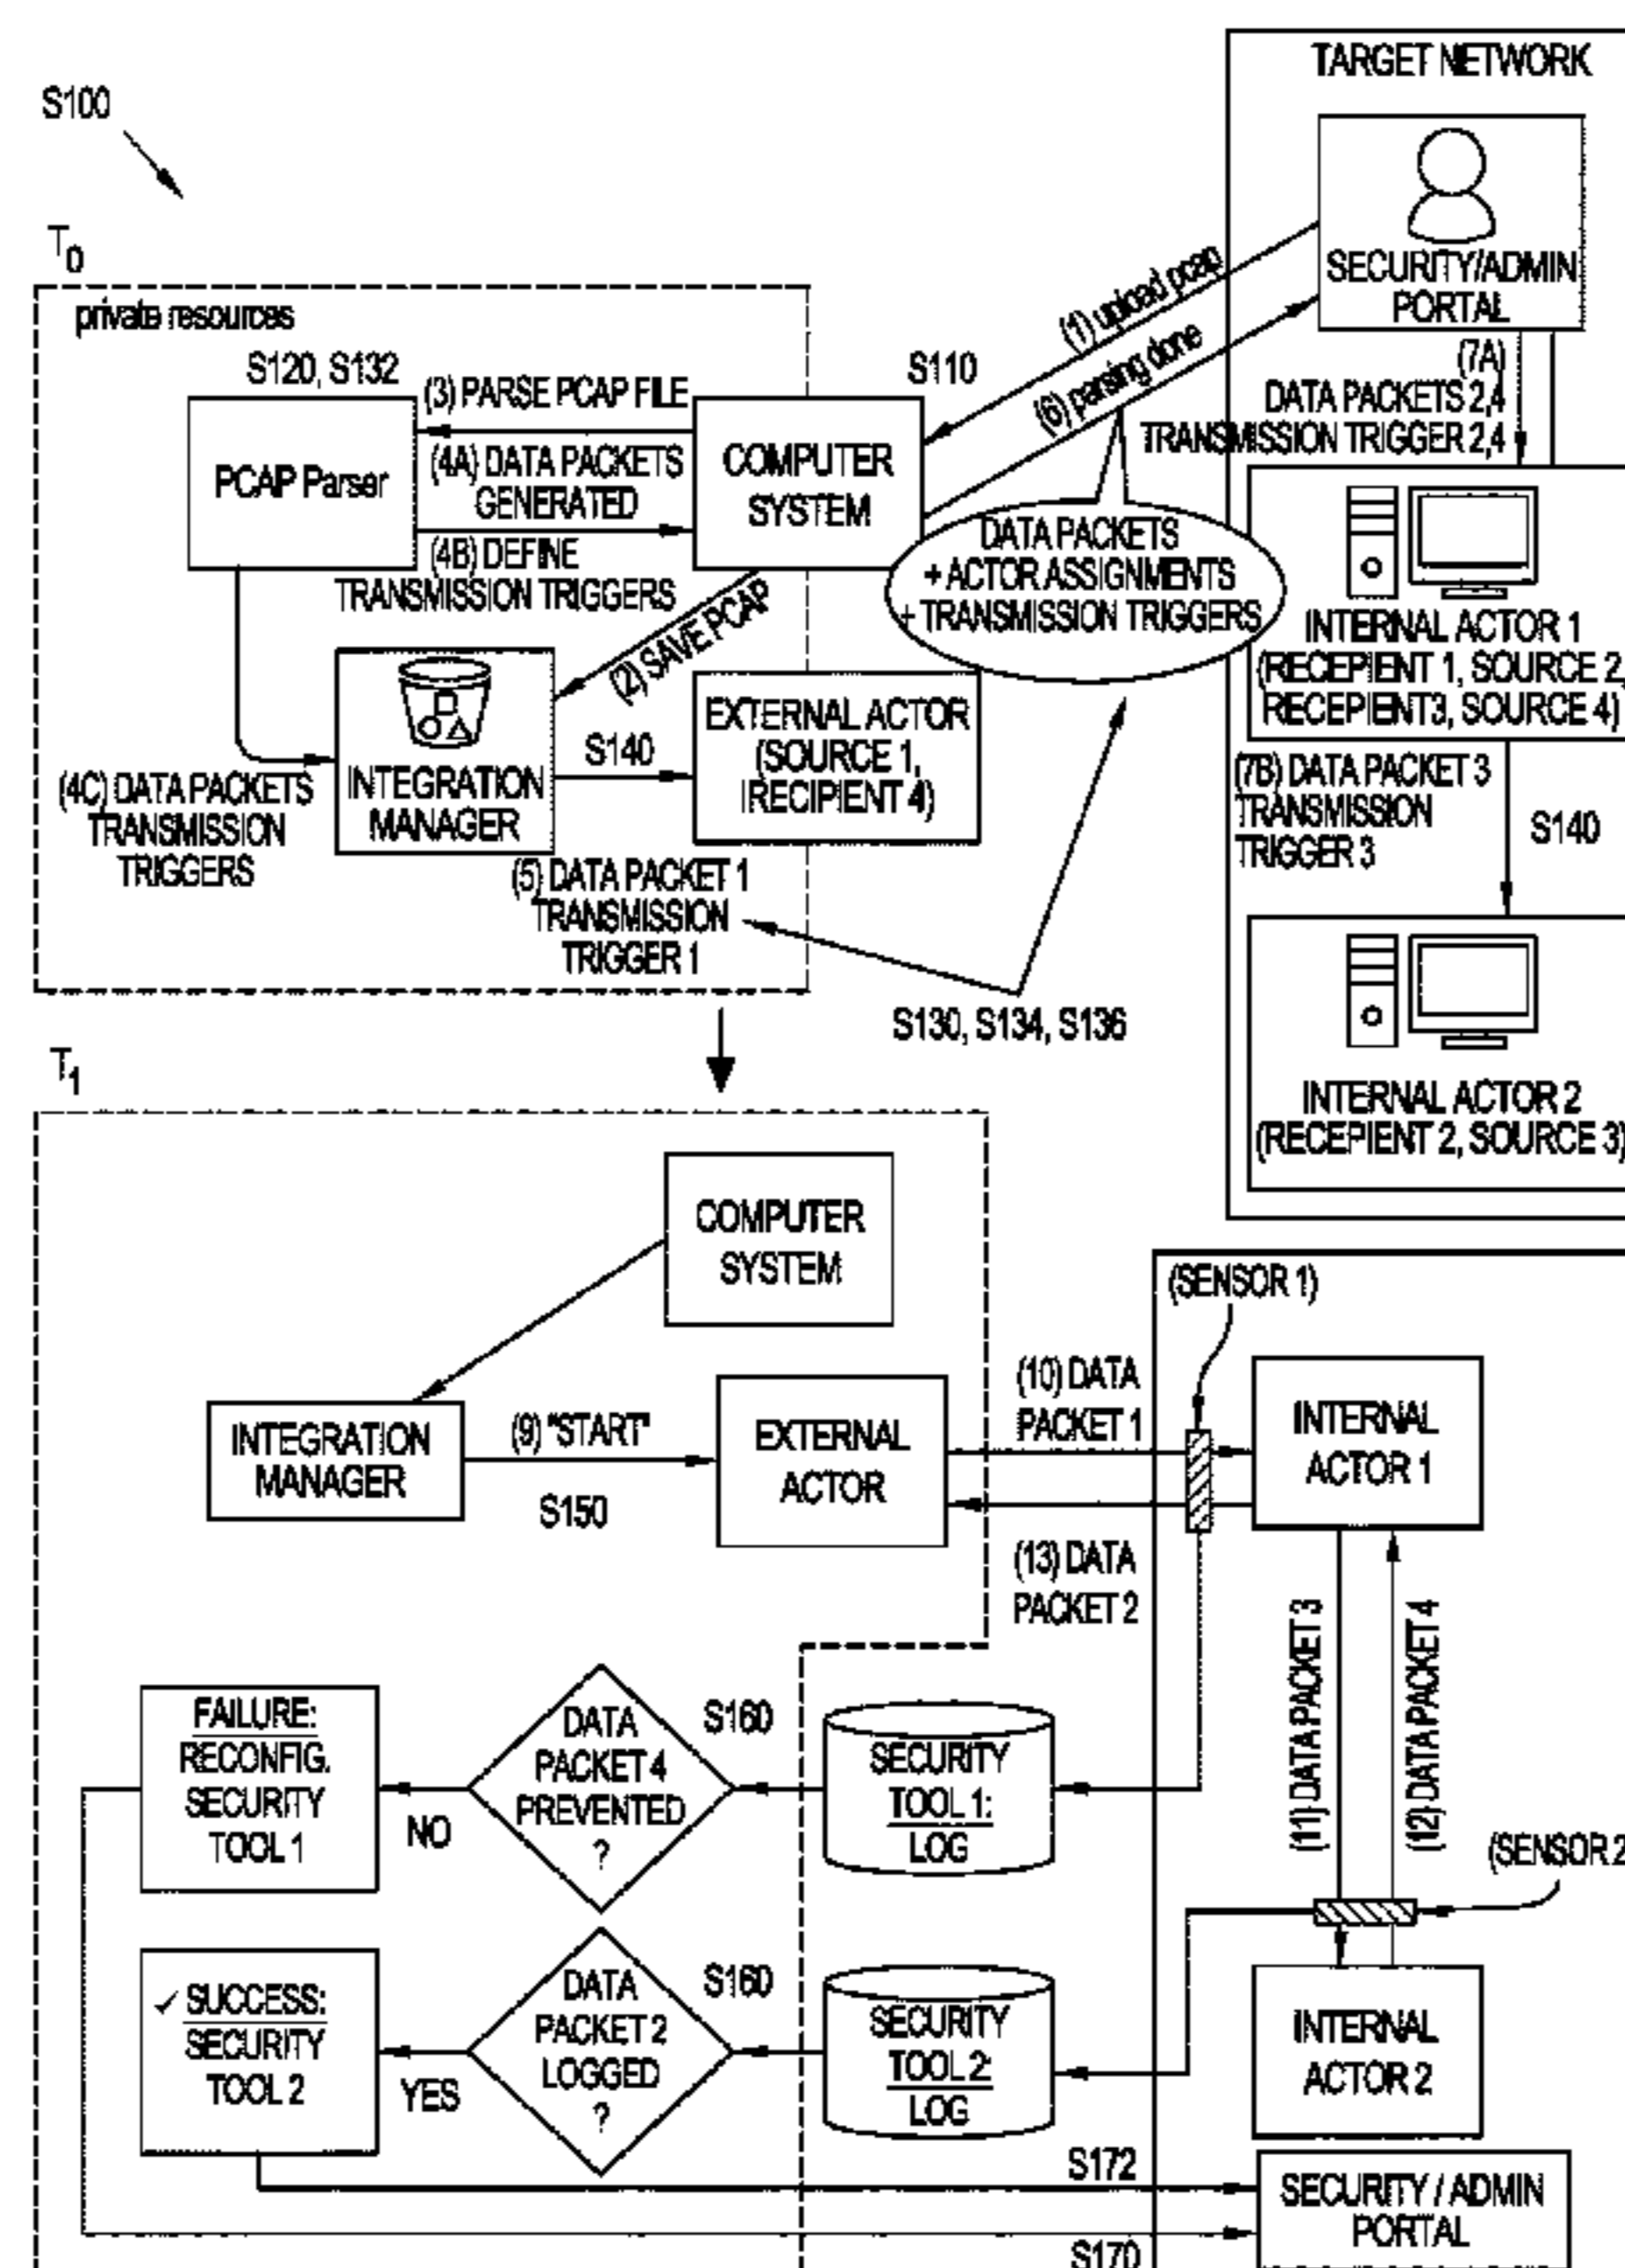 TARGET NETWORK
S100
T0
private resources
SECURITY/ADMIN
PORTAL
(1) upload pcap
(6) parsing done
S120, S132
S110
(3) PARSE PCAP FILE
PCAP Parser
(4A) DATA PACKETS
GENERATED
(4B) DEFINE
TRANSMISSION TRIGGERS
COMPUTER
SYSTEM
(7A)
DATA PACKETS 2,4
TRANSMISSION TRIGGER 2,4
DATA PACKETS
+ ACTOR ASSIGNMENTS
+ TRANSMISSION TRIGGERS
(2) SAVE PCAP
INTERNAL ACTOR 1
(RECEPIENT 1, SOURCE 2,
RECEPIENT3, SOURCE 4)
INTEGRATION
MANAGER
S140
EXTERNAL ACTOR
(SOURCE 1,
RECIPIENT 4)
(4C) DATA PACKETS
TRANSMISSION
TRIGGERS
(5) DATA PACKET 1
TRANSMISSION
TRIGGER 1
(7B) DATA PACKET 3
TRANSMISSION
TRIGGER 3
S140
S130, S134, S136
INTERNAL ACTOR 2
(RECEPIENT 2, SOURCE 3)
T1
COMPUTER
SYSTEM
(SENSOR 1)
INTEGRATION
MANAGER
(9) "START"
S150
EXTERNAL
ACTOR
(10) DATA
PACKET 1
INTERNAL
ACTOR 1
(13) DATA
PACKET 2
(11) DATA PACKET 3
(12) DATA PACKET 4
FAILURE:
RECONFIG.
SECURITY
TOOL 1
NO
DATA
PACKET 4
PREVENTED
?
S160
SECURITY
TOOL 1:
LOG
(SENSOR 2
✓ SUCCESS:
SECURITY
TOOL 2
YES
DATA
PACKET 2
LOGGED
?
S160
SECURITY
TOOL 2:
LOG
INTERNAL
ACTOR 2
S172
SECURITY / ADMIN
PORTAL
S170